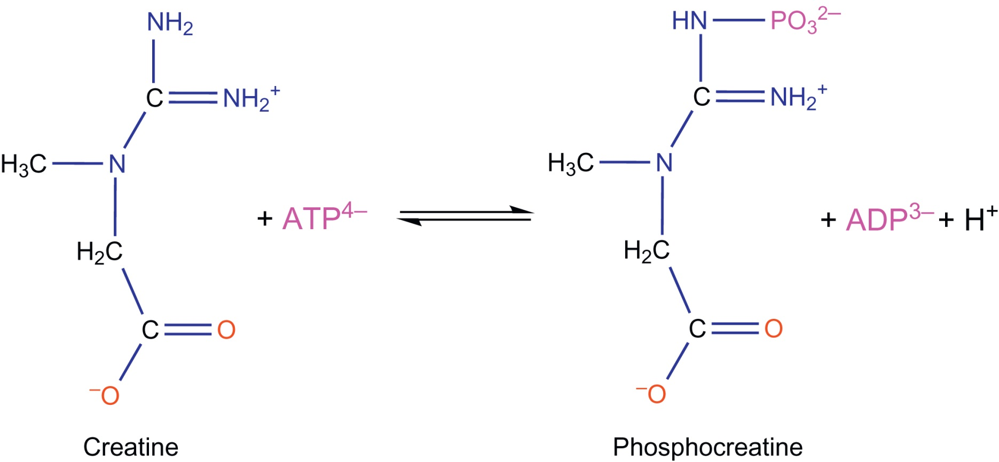 NH₂ HN PO₃²⁻
C NH₂⁺ C NH₂⁺
H₃C N H₃C N
+ ATP⁴⁻ + ADP³⁻ + H⁺
H₂C H₂C
C O C O
⁻O ⁻O
Creatine Phosphocreatine